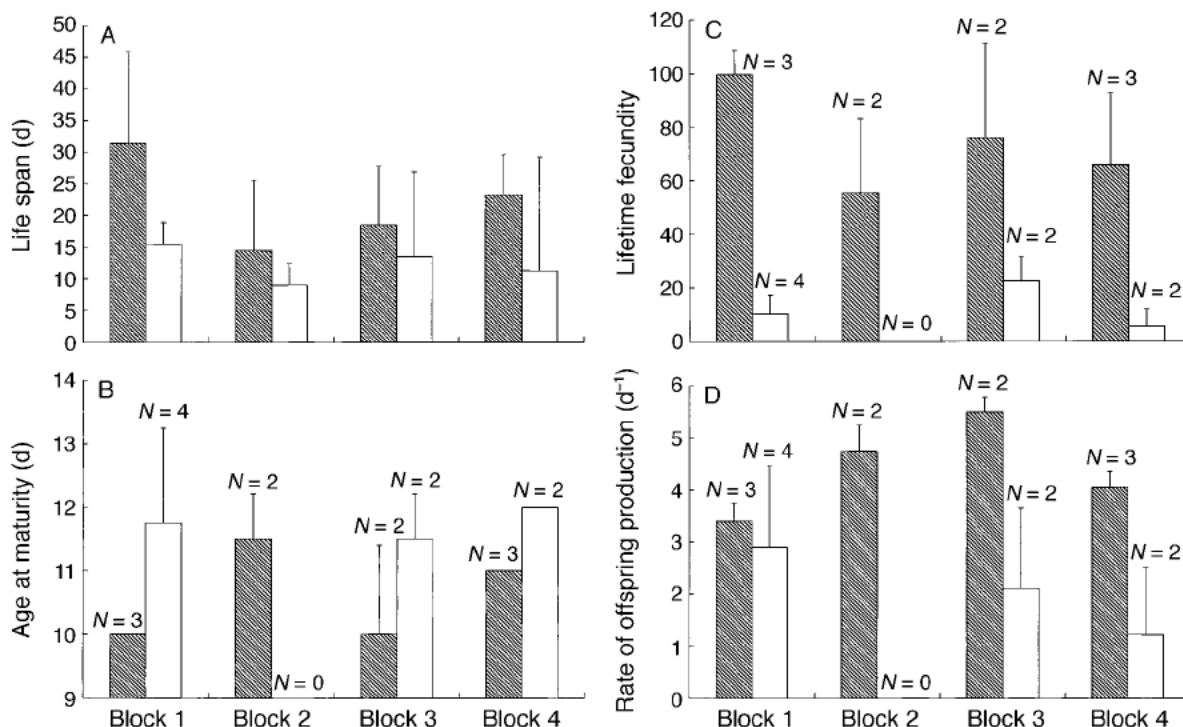 A
Life span (d)
50
45
40
35
30
25
20
15
10
5
0
B
Age at maturity (d)
14
13
12
11
10
9
N = 3
N = 4
N = 2
N = 0
N = 2
N = 2
N = 3
N = 2
Block 1 Block 2 Block 3 Block 4
C
Lifetime fecundity
120
100
80
60
40
20
0
N = 3
N = 4
N = 2
N = 0
N = 2
N = 2
N = 3
N = 2
D
Rate of offspring production (d⁻¹)
6
5
4
3
2
1
0
N = 3
N = 4
N = 2
N = 0
N = 2
N = 2
N = 3
N = 2
Block 1 Block 2 Block 3 Block 4